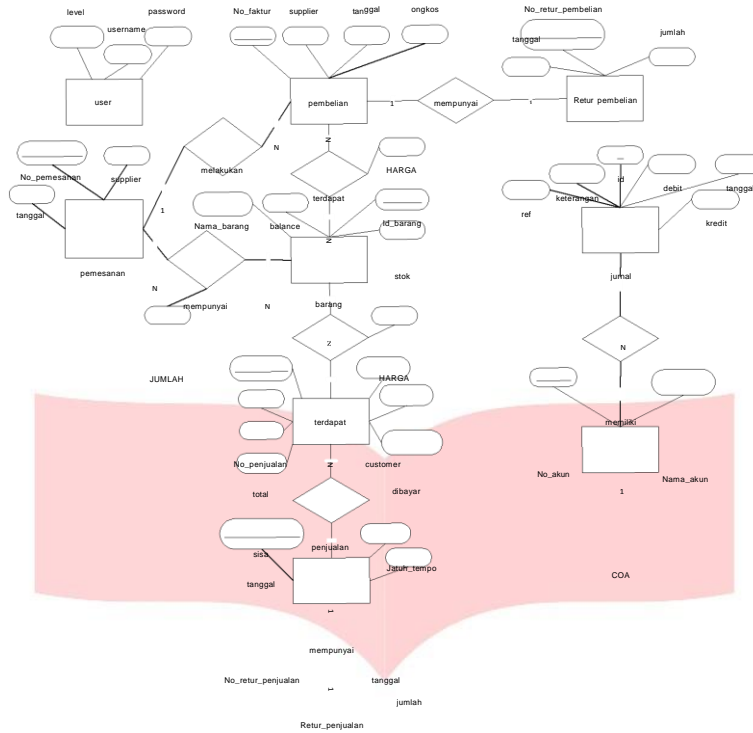 level
username
password
user
No_faktur
supplier
tanggal
ongkos
pembelian
1
mempunyai
1
No_retur_pembelian
tanggal
jumlah
Retur pembelian
melakukan
N
N
No_pemesanan
supplier
tanggal
1
pemesanan
HARGA
terdapat
Nama_barang
balance
Id_barang
N
stok
barang
N
mempunyai
N
JUMLAH
id
keterangan
debit
tanggal
ref
kredit
jurnal
N
memiliki
No_akun
Nama_akun
1
COA
N
HARGA
terdapat
No_penjualan
N
customer
total
dibayar
penjualan
sisa
Jatuh_tempo
tanggal
1
mempunyai
No_retur_penjualan
1
tanggal
jumlah
Retur_penjualan